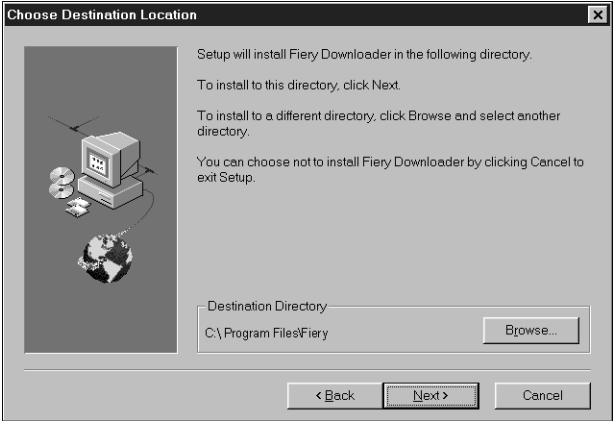 Choose Destination Location
Setup will install Fiery Downloader in the following directory.
To install to this directory, click Next.
To install to a different directory, click Browse and select another
directory.
You can choose not to install Fiery Downloader by clicking Cancel to
exit Setup.
Destination Directory
C:\Program Files\Fiery
Browse...
< Back
Next >
Cancel